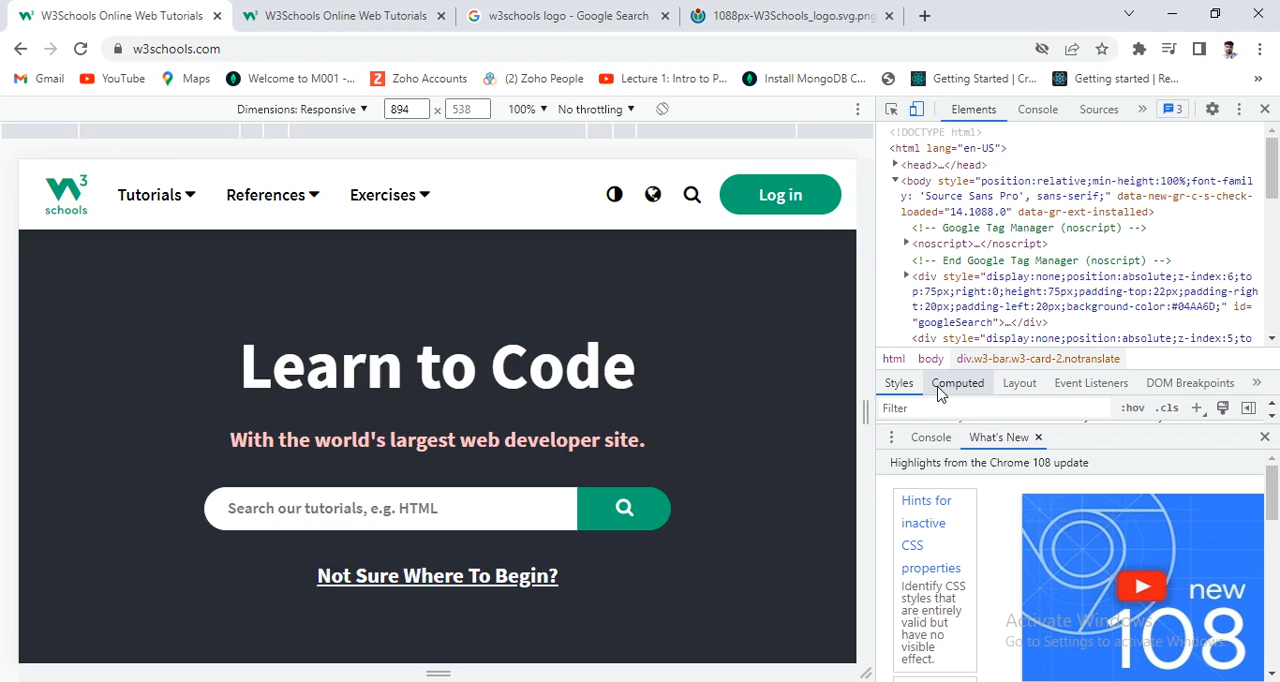 W3Schools Online Web Tutorials
W3Schools Online Web Tutorials
w3schools logo - Google Search
1088px-W3Schools_logo.svg.png
w3schools.com
Gmail
YouTube
Maps
Welcome to M001 -...
Zoho Accounts
(2) Zoho People
Lecture 1: Intro to P...
Install MongoDB C...
Getting Started | Cr...
Getting started | Re...
»
Dimensions: Responsive
894 × 538
100%
No throttling
Elements
Console
Sources
»
3
3
schools
Tutorials
References
Exercises
Log in
Learn to Code
With the world's largest web developer site.
Search our tutorials, e.g. HTML
Not Sure Where To Begin?
<!DOCTYPE html>
<html lang="en-US">
<head>…</head>
<body style="position:relative;min-height:100%;font-famil
y: 'Source Sans Pro', sans-serif;" data-new-gr-c-s-check-
loaded="14.1088.0" data-gr-ext-installed>
<!-- Google Tag Manager (noscript) -->
<noscript>…</noscript>
<!-- End Google Tag Manager (noscript) -->
<div style="display:none;position:absolute;z-index:6;to
p:75px;right:0;height:75px;padding-top:22px;padding-righ
t:20px;padding-left:20px;background-color:#04AA6D;" id=
"googleSearch">…</div>
<div style="display:none;position:absolute;z-index:5;to
html
body
div.w3-bar.w3-card-2.notranslate
Styles
Computed
Layout
Event Listeners
DOM Breakpoints
»
Filter
:hov
.cls
+
Console
What's New
Highlights from the Chrome 108 update
Hints for
inactive
CSS
properties
Identify CSS
styles that
are entirely
valid but
have no
visible
effect.
new
108
Activate Windows
Go to Settings to activate Windows.